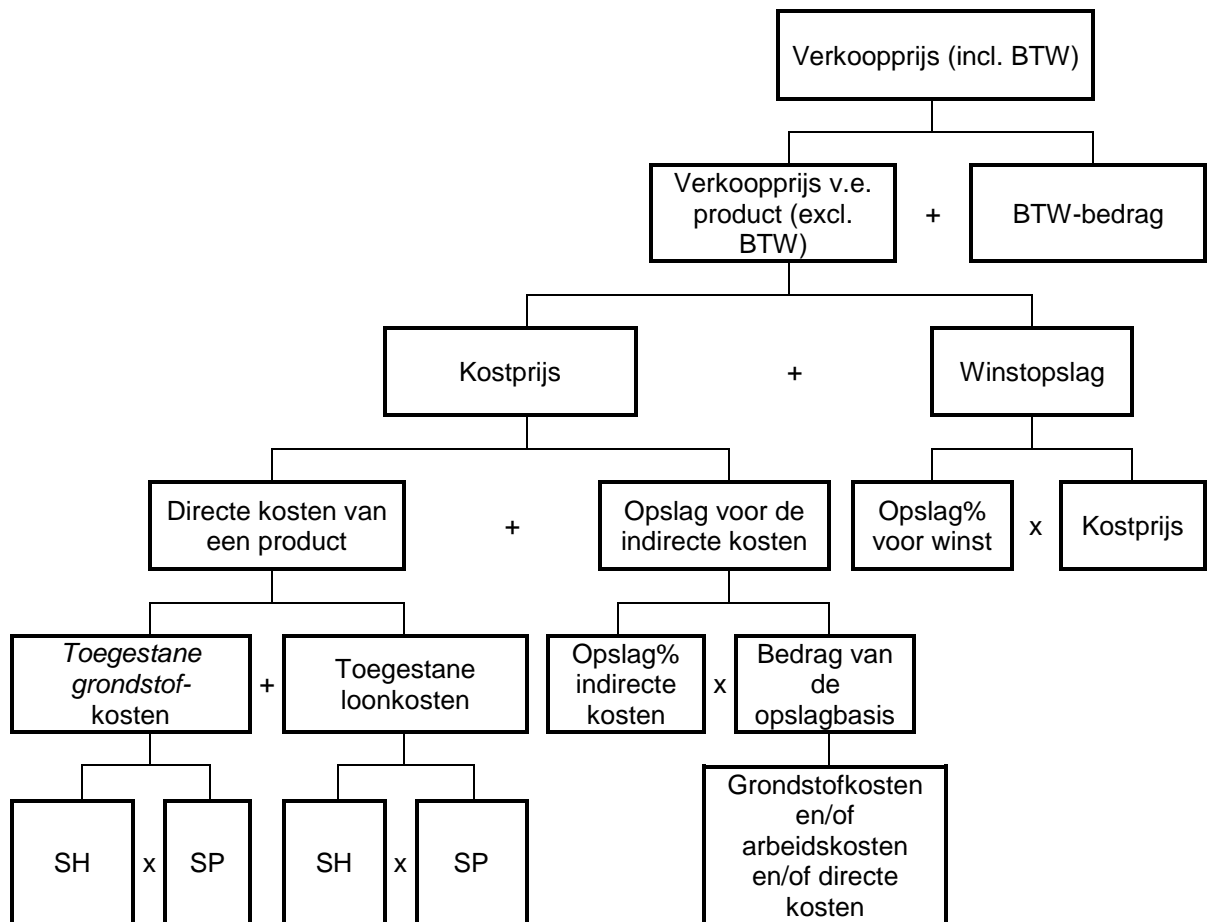 Verkoopprijs (incl. BTW)
Verkoopprijs v.e.
product (excl.
BTW)
+
BTW-bedrag
Kostprijs
+
Winstopslag
Directe kosten van
een product
+
Opslag voor de
indirecte kosten
Opslag%
voor winst
x
Kostprijs
Toegestane
grondstof-
kosten
+
Toegestane
loonkosten
Opslag%
indirecte
kosten
x
Bedrag van
de
opslagbasis
SH
x
SP
SH
x
SP
Grondstofkosten
en/of
arbeidskosten
en/of directe
kosten